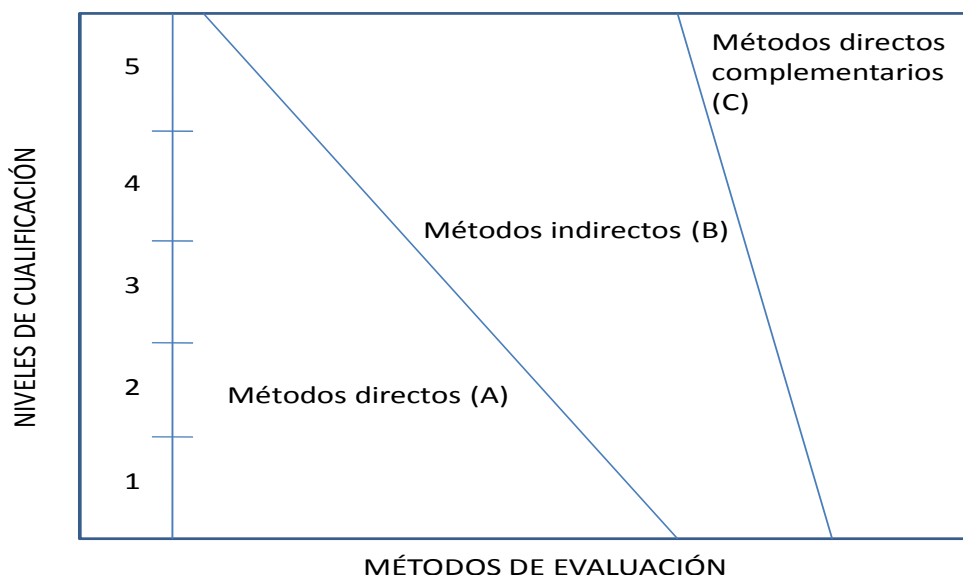 NIVELES DE CUALIFICACIÓN
5
4
3
2
1
Métodos directos
complementarios
(C)
Métodos indirectos (B)
Métodos directos (A)
MÉTODOS DE EVALUACIÓN